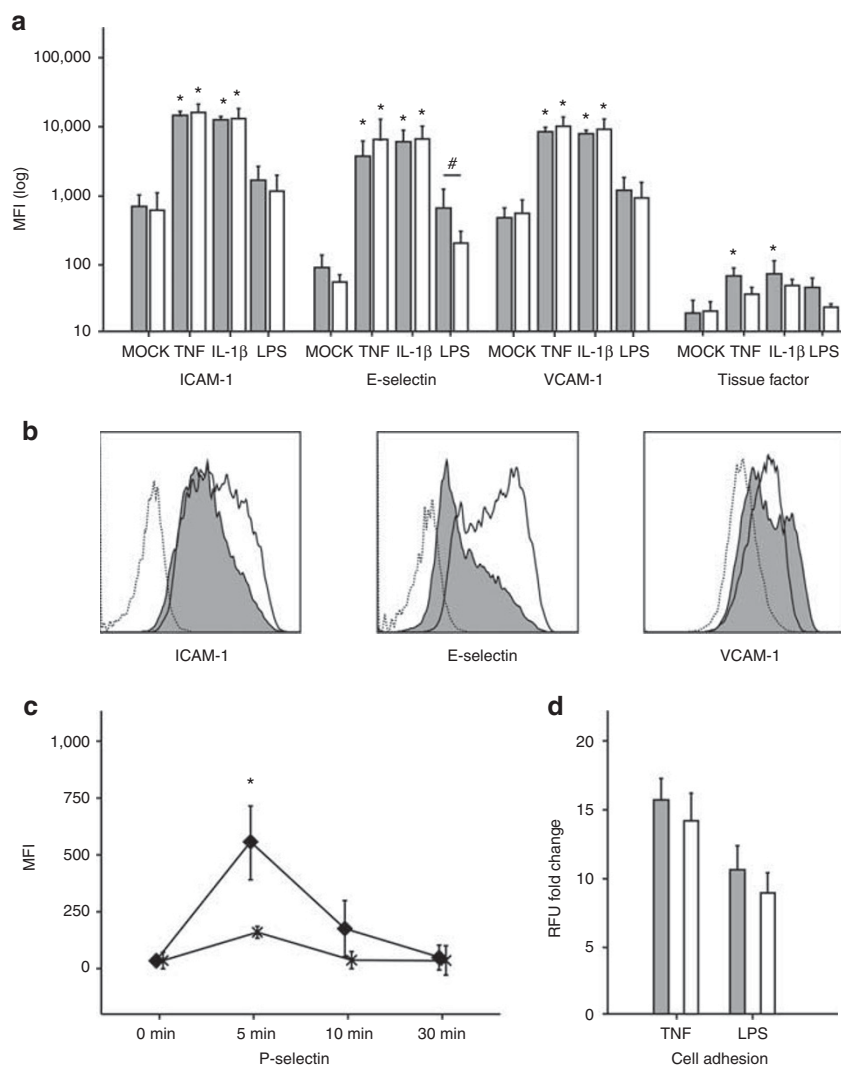 a
100,000
10,000
1,000
100
10
MFI (log)
* * * *
* * * *
#
* * * *
* *
MOCK TNF IL-1β LPS
MOCK TNF IL-1β LPS
MOCK TNF IL-1β LPS
MOCK TNF IL-1β LPS
ICAM-1
E-selectin
VCAM-1
Tissue factor
b
ICAM-1
E-selectin
VCAM-1
c
1,000
750
500
250
0
MFI
*
0 min
5 min
10 min
30 min
P-selectin
d
20
15
10
5
0
RFU fold change
TNF
LPS
Cell adhesion